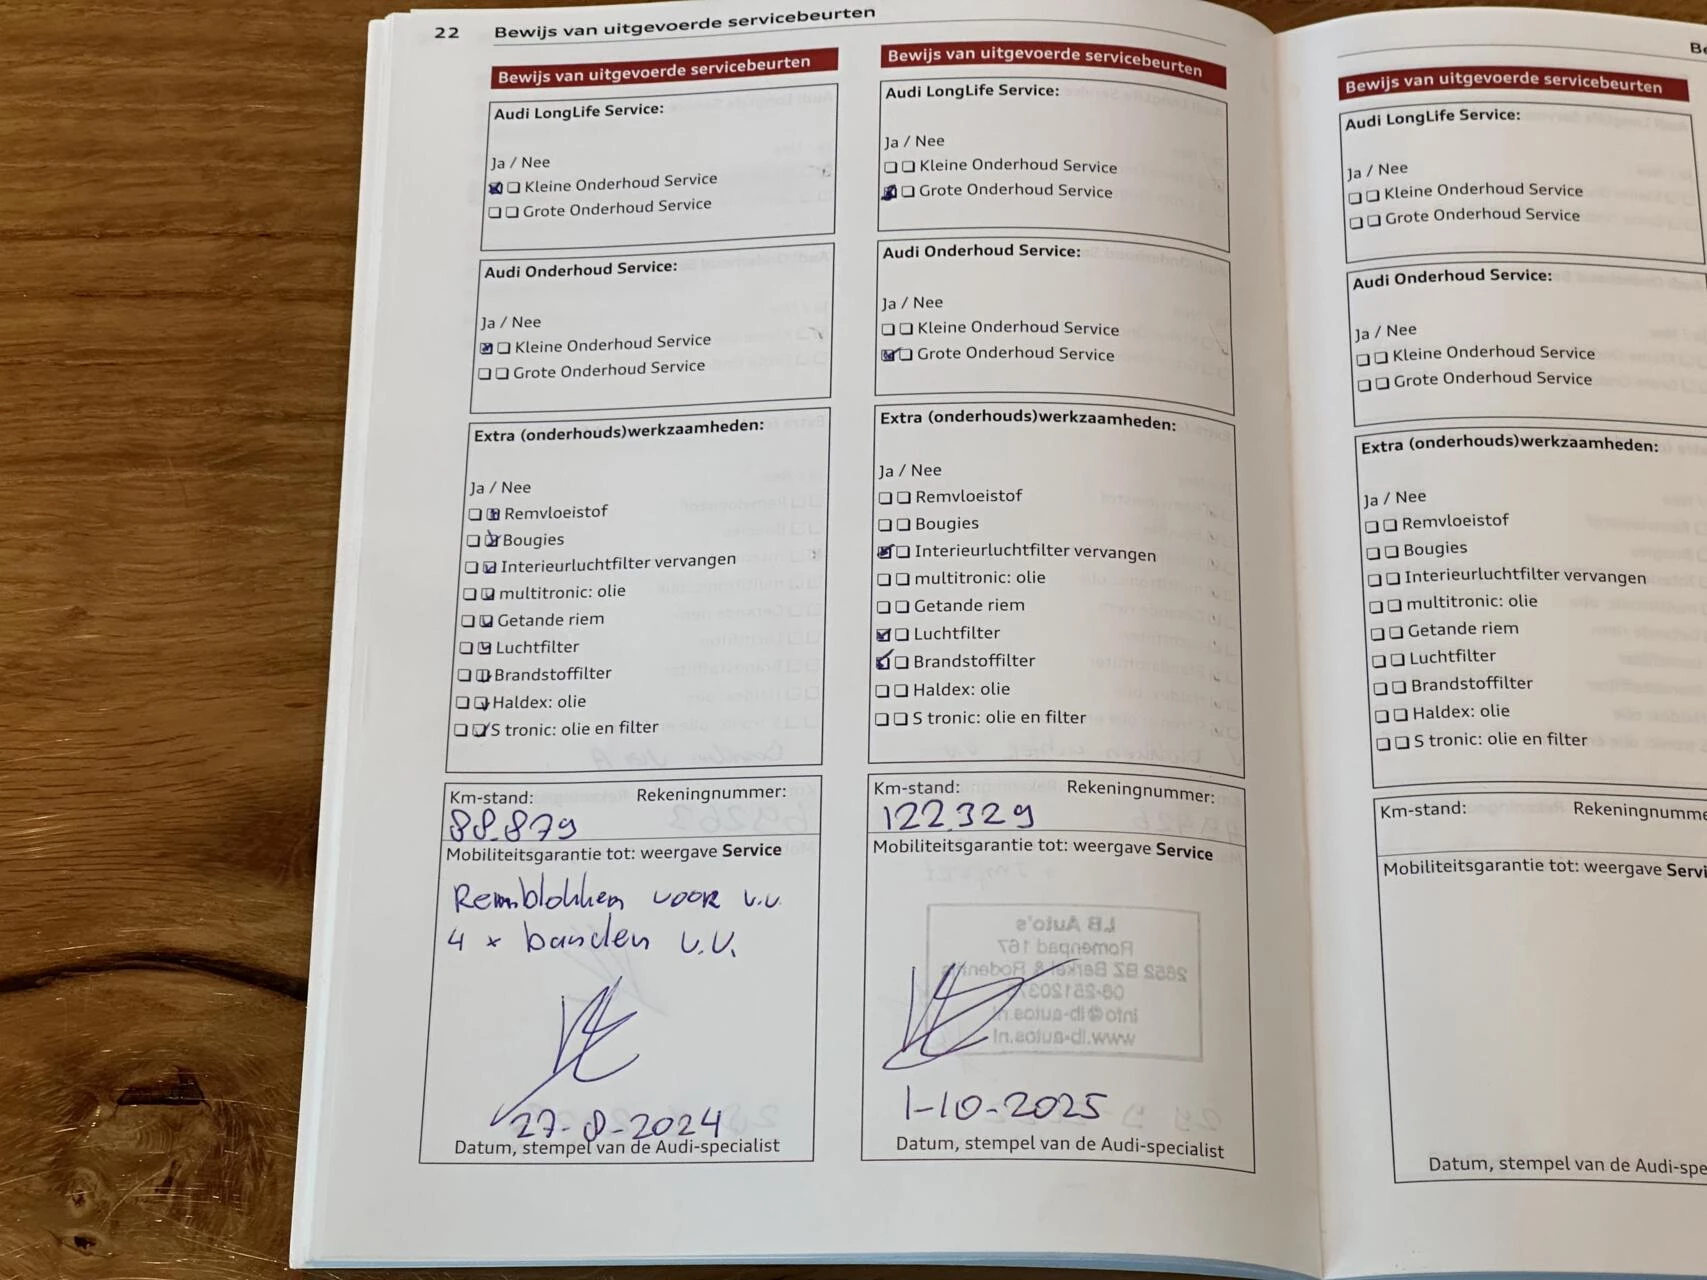 22 Bewijs van uitgevoerde servicebeurten
Bewijs van uitgevoerde servicebeurten
Audi LongLife Service:
Ja / Nee
Kleine Onderhoud Service
Grote Onderhoud Service
Audi Onderhoud Service:
Ja / Nee
Kleine Onderhoud Service
Grote Onderhoud Service
Extra (onderhouds)werkzaamheden:
Ja / Nee
Remvloeistof
Bougies
Interieurluchtfilter vervangen
multitronic: olie
Getande riem
Luchtfilter
Brandstoffilter
Haldex: olie
S tronic: olie en filter
Km-stand: Rekeningnummer:
88.879
Mobiliteitsgarantie tot: weergave Service
Remblokken voor v.v.
4 x banden v.v.
27-8-2024
Datum, stempel van de Audi-specialist
Bewijs van uitgevoerde servicebeurten
Audi LongLife Service:
Ja / Nee
Kleine Onderhoud Service
Grote Onderhoud Service
Audi Onderhoud Service:
Ja / Nee
Kleine Onderhoud Service
Grote Onderhoud Service
Extra (onderhouds)werkzaamheden:
Ja / Nee
Remvloeistof
Bougies
Interieurluchtfilter vervangen
multitronic: olie
Getande riem
Luchtfilter
Brandstoffilter
Haldex: olie
S tronic: olie en filter
Km-stand: Rekeningnummer:
122.329
Mobiliteitsgarantie tot: weergave Service
1-10-2025
Datum, stempel van de Audi-specialist
Be
Bewijs van uitgevoerde servicebeurten
Audi LongLife Service:
Ja / Nee
Kleine Onderhoud Service
Grote Onderhoud Service
Audi Onderhoud Service:
Ja / Nee
Kleine Onderhoud Service
Grote Onderhoud Service
Extra (onderhouds)werkzaamheden:
Ja / Nee
Remvloeistof
Bougies
Interieurluchtfilter vervangen
multitronic: olie
Getande riem
Luchtfilter
Brandstoffilter
Haldex: olie
S tronic: olie en filter
Km-stand: Rekeningnumme
Mobiliteitsgarantie tot: weergave Servi
Datum, stempel van de Audi-spe